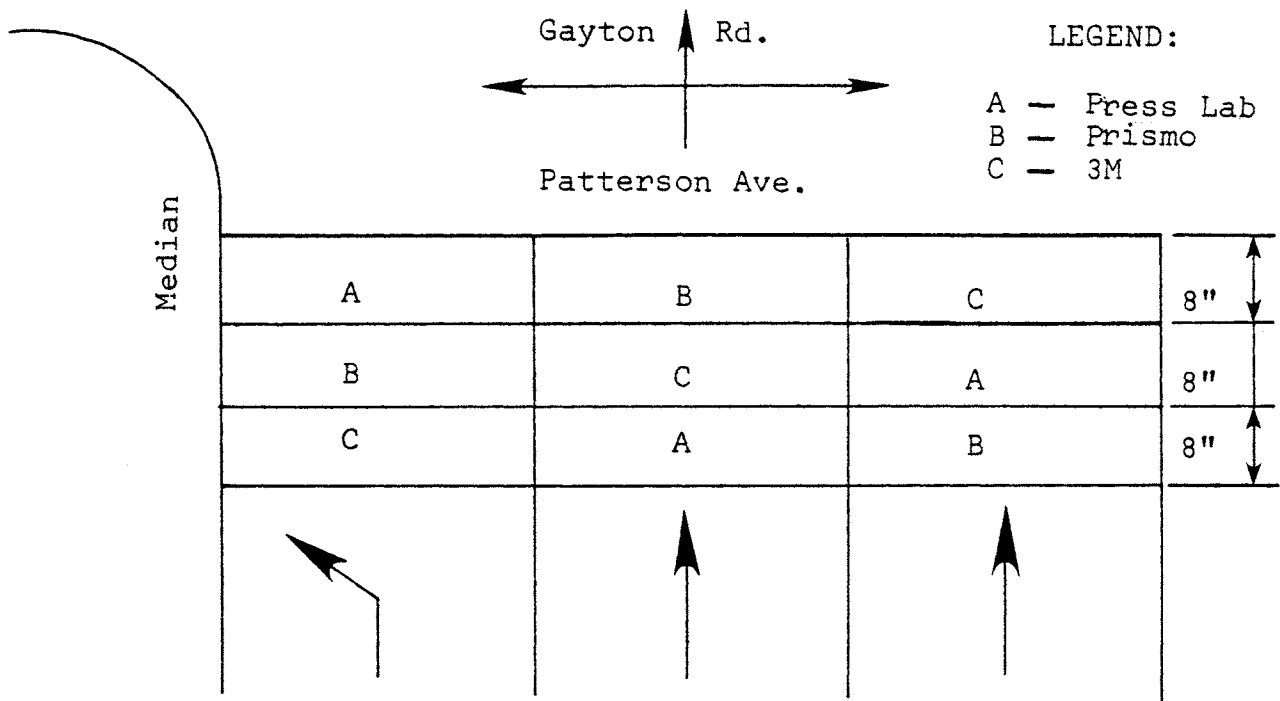 Gayton Rd.
LEGEND:
A — Press Lab
B — Prismo
C — 3M
Patterson Ave.
Median
A B C 8"
B C A 8"
C A B 8"